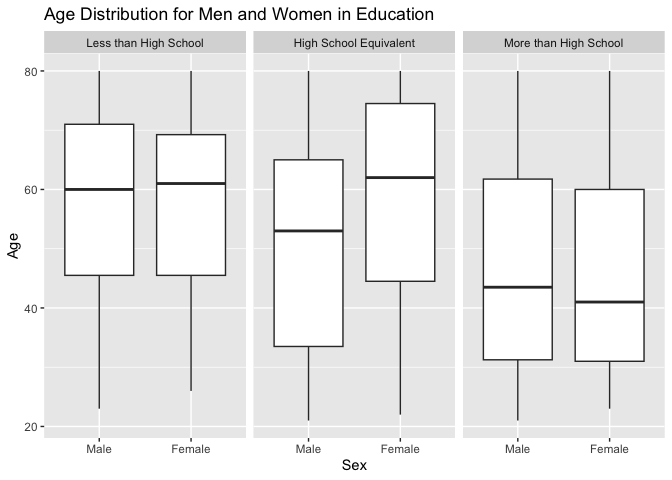 Age Distribution for Men and Women in Education
Less than High School
High School Equivalent
More than High School
Age
80
60
40
20
Male
Female
Male
Female
Male
Female
Sex